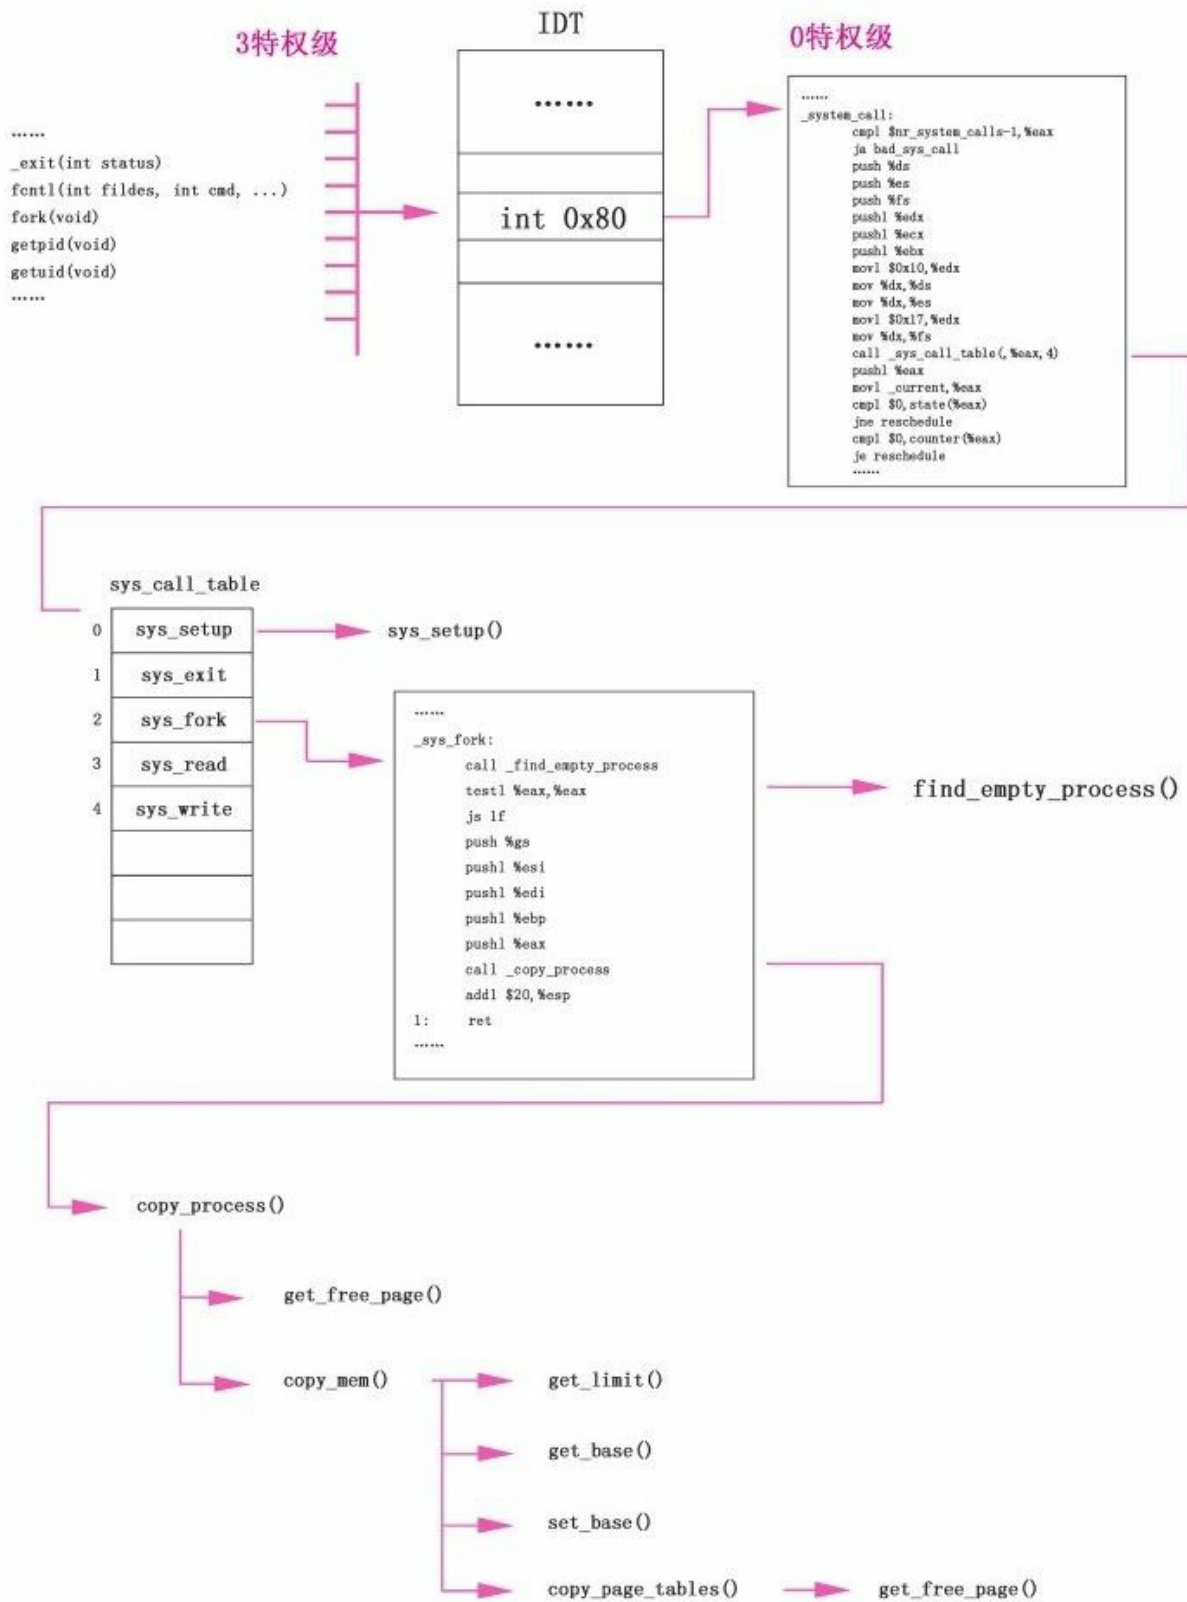 3特权级
IDT
0特权级
……
_exit(int status)
fcntl(int fildes, int cmd, ...)
fork(void)
getpid(void)
getuid(void)
……
……
int 0x80
……
……
_system_call:
cmpl $nr_system_calls-1,%eax
ja bad_sys_call
push %ds
push %es
push %fs
pushl %edx
pushl %ecx
pushl %ebx
movl $0x10,%edx
mov %dx,%ds
mov %dx,%es
movl $0x17,%edx
mov %dx,%fs
call _sys_call_table(,%eax,4)
pushl %eax
movl _current,%eax
cmpl $0,state(%eax)
jne reschedule
cmpl $0,counter(%eax)
je reschedule
……
sys_call_table
0 sys_setup
sys_setup()
1 sys_exit
2 sys_fork
3 sys_read
4 sys_write
……
_sys_fork:
call _find_empty_process
testl %eax,%eax
js 1f
push %gs
pushl %esi
pushl %edi
pushl %ebp
pushl %eax
call _copy_process
addl $20,%esp
1: ret
……
find_empty_process()
copy_process()
get_free_page()
copy_mem()
get_limit()
get_base()
set_base()
copy_page_tables()
get_free_page()